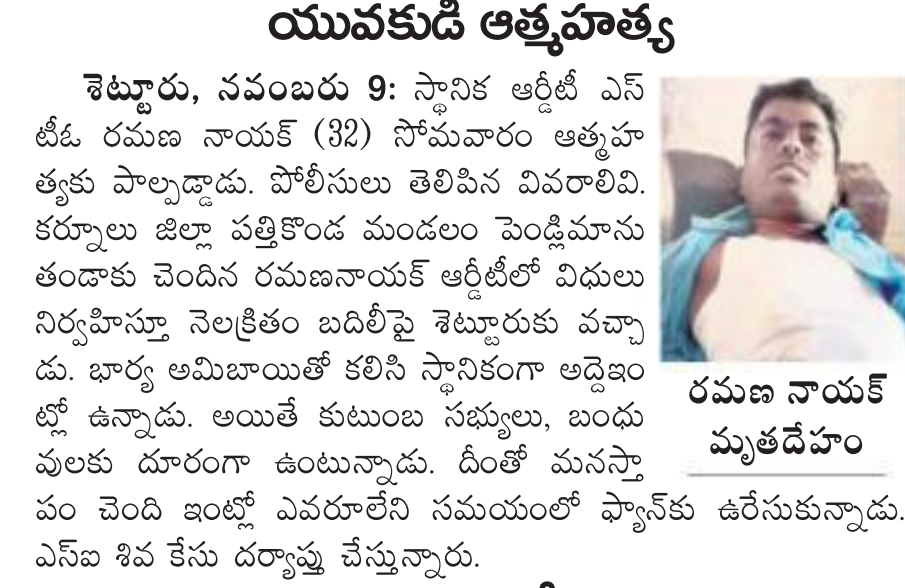 యువకుడి ఆత్మహత్య
శెట్టూరు, నవంబరు 9: స్థానిక ఆర్డీటీ ఎస్
టీఓ రమణ నాయక్ (32) సోమవారం ఆత్మహ
త్యకు పాల్పడ్డాడు. పోలీసులు తెలిపిన వివరాలివి.
కర్నూలు జిల్లా పత్తికొండ మండలం పెండ్లిమాను
తండాకు చెందిన రమణనాయక్ ఆర్డీటీలో విధులు
నిర్వహిస్తూ నెలక్రితం బదిలీపై శెట్టూరుకు వచ్చా
డు. భార్య అమిబాయితో కలిసి స్థానికంగా అద్దెఇం
ట్లో ఉన్నాడు. అయితే కుటుంబ సభ్యులు, బంధు
వులకు దూరంగా ఉంటున్నాడు. దీంతో మనస్తా
పం చెంది ఇంట్లో ఎవరూలేని సమయంలో ఫ్యాన్‌కు ఉరేసుకున్నాడు.
ఎస్ఐ శివ కేసు దర్యాప్తు చేస్తున్నారు.
రమణ నాయక్
మృతదేహం